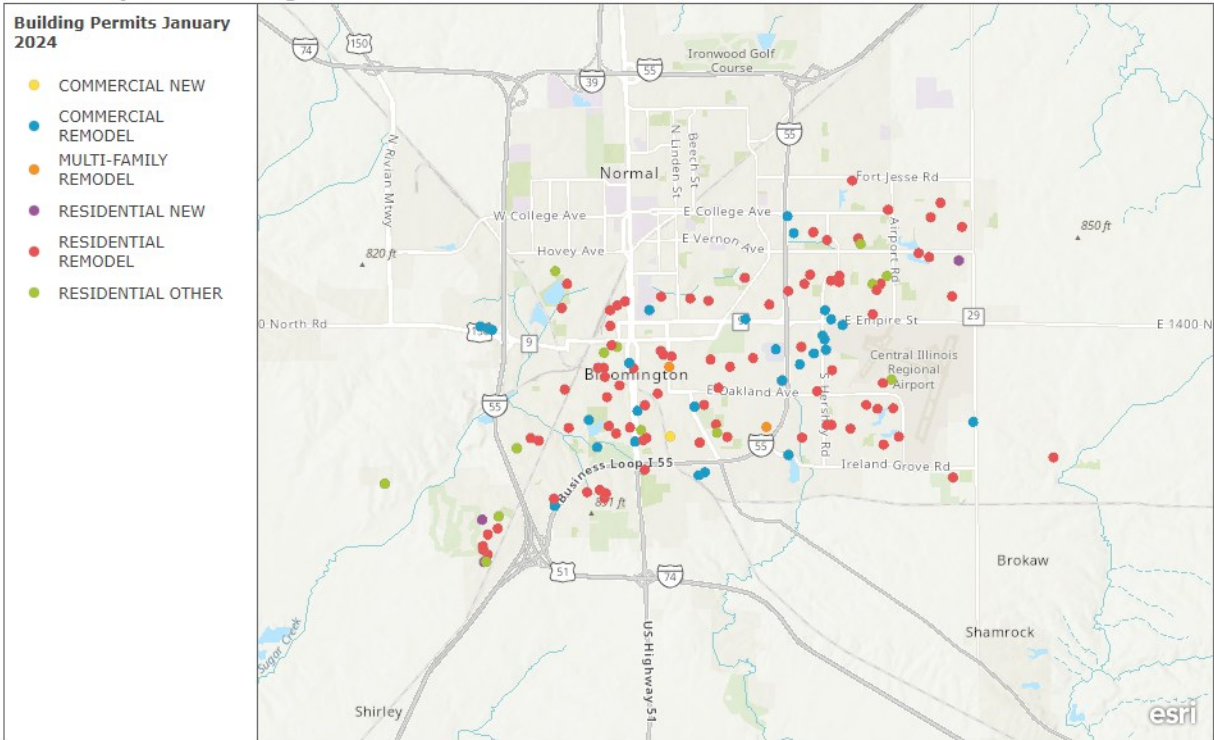 Building Permits January
2024
COMMERCIAL NEW
COMMERCIAL
REMODEL
MULTI-FAMILY
REMODEL
RESIDENTIAL NEW
RESIDENTIAL
REMODEL
RESIDENTIAL OTHER
74
150
Ironwood Golf
Course
55
39
55
N Rivian Mtwy
N Linden St
Beech St
Normal
Fort Jesse Rd
W College Ave
E College Ave
Airport Rd
850 ft
820 ft
Hovey Ave
E Vernon Ave
0 North Rd
9
9
E Empire St
29
E 1400 N
Bloomington
Central Illinois
Regional
Airport
E Oakland Ave
S Hershey Rd
55
55
Business Loop I 55
Ireland Grove Rd
51
74
Brokaw
Shamrock
Sugar Creek
US Highway 51
Shirley
esri